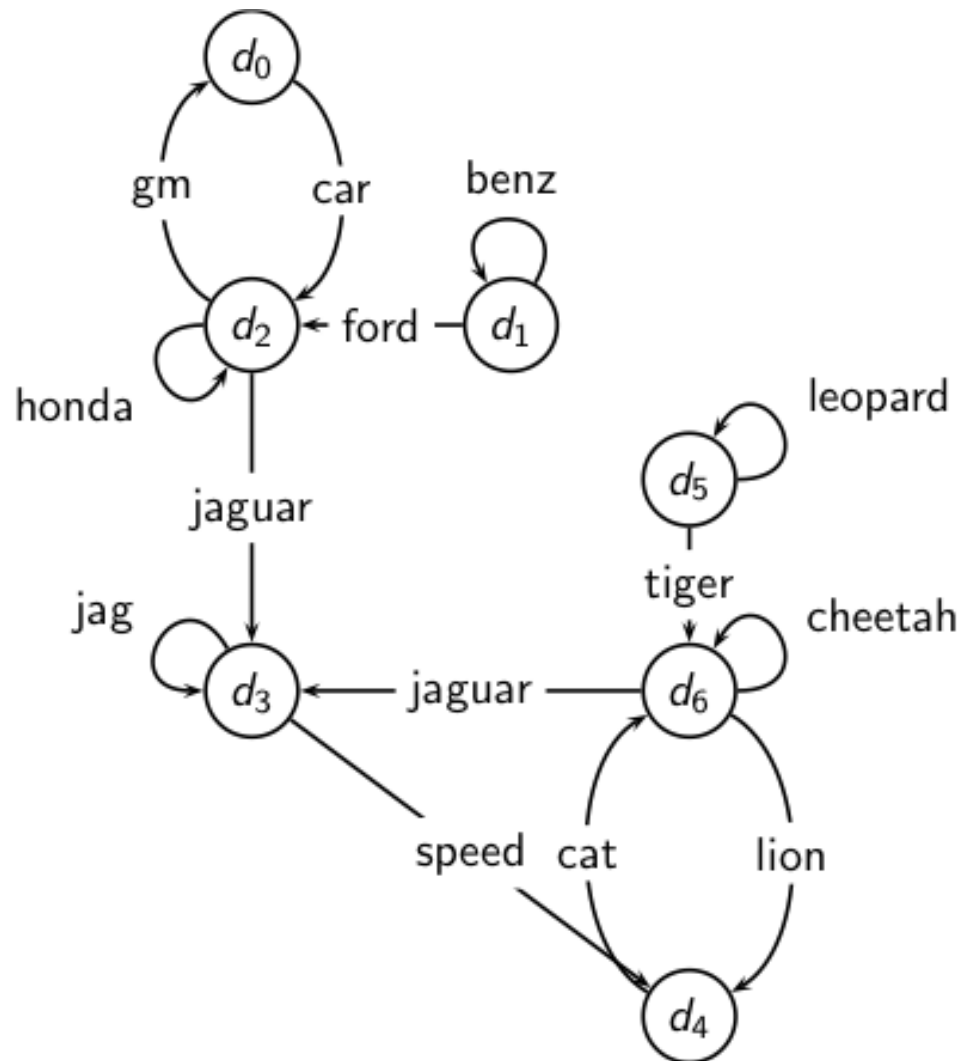 d₀
gm car
benz
d₂ ford d₁
honda
leopard
d₅
jaguar
tiger
jag cheetah
d₃ jaguar d₆
speed cat lion
d₄